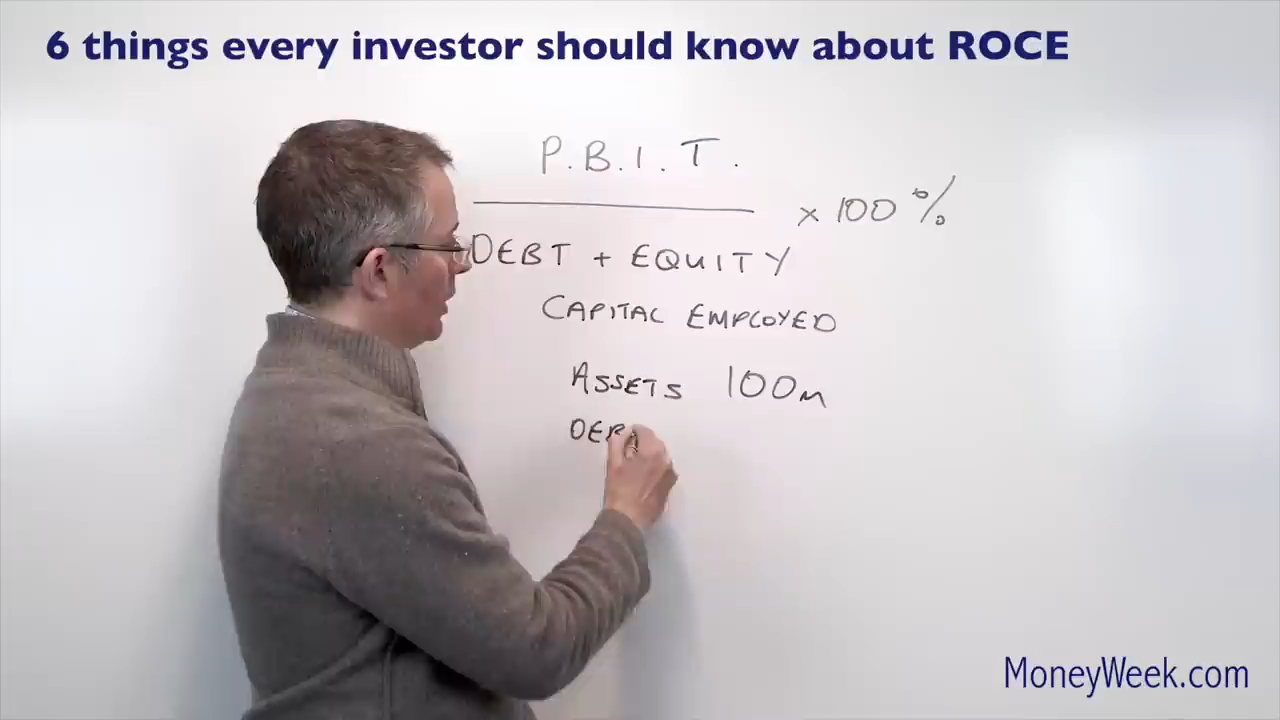 6 things every investor should know about ROCE
P.B.I.T.
× 100 %
DEBT + EQUITY
CAPITAL EMPLOYED
ASSETS 100M
MoneyWeek.com